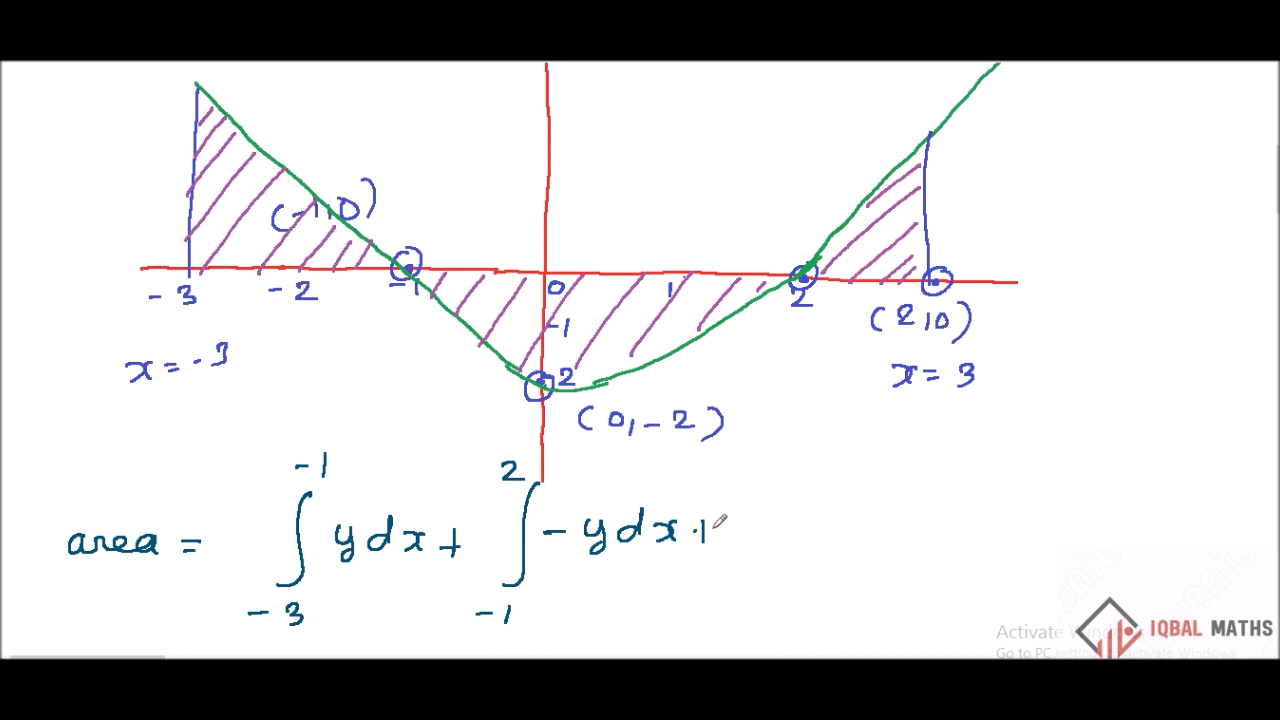 (-1,0)
-3 -2 -1 0 1 2
-1
-2
(2,0)
x = -3
x = 3
(0,-2)
-1 2
area = ∫ y dx + ∫ - y dx +
-3 -1
Activate Windows
Go to PC settings to activate Windows.
IQBAL MATHS